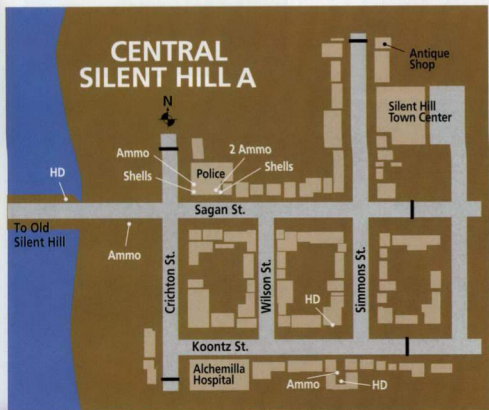 CENTRAL
SILENT HILL A
N
Antique
Shop
Silent Hill
Town Center
Ammo
2 Ammo
Shells
Police
Shells
HD
Sagan St.
To Old
Silent Hill
Ammo
Crichton St.
Wilson St.
Simmons St.
HD
Koontz St.
Alchemilla
Hospital
Ammo
HD